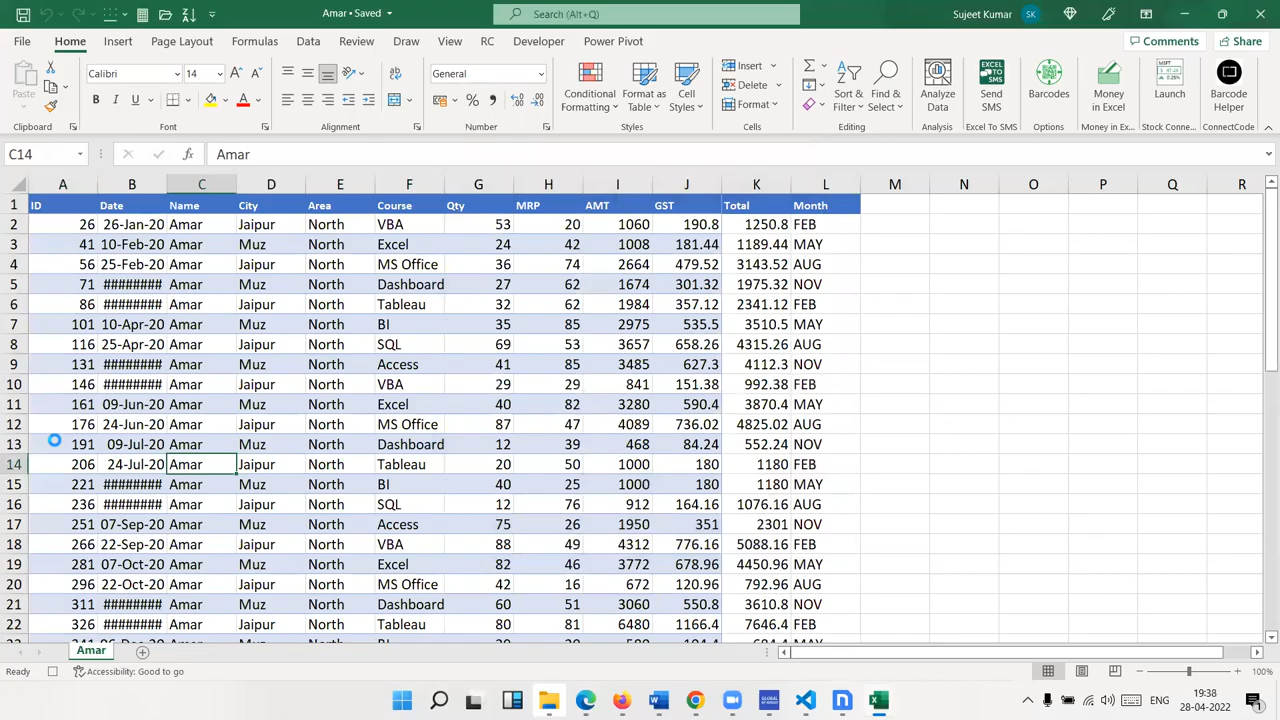 Amar • Saved
Search (Alt+Q)
Sujeet Kumar SK
File Home Insert Page Layout Formulas Data Review View Draw RC Developer Power Pivot Comments Share
Paste Calibri 14 General
Conditional Formatting Format as Table Cell Styles
Insert Delete Format
Sort & Filter Find & Select
Analyze Data
Send SMS
Barcodes
Money in Excel
Launch
Barcode Helper
Clipboard Font Alignment Number Styles Cells Editing Analysis Excel To SMS Options Money in Ex... Stock Conne... ConnectCode
C14 fx Amar
A B C D E F G H I J K L M N O P Q R
1 ID Date Name City Area Course Qty MRP AMT GST Total Month
2 26 26-Jan-20 Amar Jaipur North VBA 53 20 1060 190.8 1250.8 FEB
3 41 10-Feb-20 Amar Muz North Excel 24 42 1008 181.44 1189.44 MAY
4 56 25-Feb-20 Amar Jaipur North MS Office 36 74 2664 479.52 3143.52 AUG
5 71 ######## Amar Muz North Dashboard 27 62 1674 301.32 1975.32 NOV
6 86 ######## Amar Jaipur North Tableau 32 62 1984 357.12 2341.12 FEB
7 101 10-Apr-20 Amar Muz North BI 35 85 2975 535.5 3510.5 MAY
8 116 25-Apr-20 Amar Jaipur North SQL 69 53 3657 658.26 4315.26 AUG
9 131 ######## Amar Muz North Access 41 85 3485 627.3 4112.3 NOV
10 146 ######## Amar Jaipur North VBA 29 29 841 151.38 992.38 FEB
11 161 09-Jun-20 Amar Muz North Excel 40 82 3280 590.4 3870.4 MAY
12 176 24-Jun-20 Amar Jaipur North MS Office 87 47 4089 736.02 4825.02 AUG
13 191 09-Jul-20 Amar Muz North Dashboard 12 39 468 84.24 552.24 NOV
14 206 24-Jul-20 Amar Jaipur North Tableau 20 50 1000 180 1180 FEB
15 221 ######## Amar Muz North BI 40 25 1000 180 1180 MAY
16 236 ######## Amar Jaipur North SQL 12 76 912 164.16 1076.16 AUG
17 251 07-Sep-20 Amar Muz North Access 75 26 1950 351 2301 NOV
18 266 22-Sep-20 Amar Jaipur North VBA 88 49 4312 776.16 5088.16 FEB
19 281 07-Oct-20 Amar Muz North Excel 82 46 3772 678.96 4450.96 MAY
20 296 22-Oct-20 Amar Jaipur North MS Office 42 16 672 120.96 792.96 AUG
21 311 ######## Amar Muz North Dashboard 60 51 3060 550.8 3610.8 NOV
22 326 ######## Amar Jaipur North Tableau 80 81 6480 1166.4 7646.4 FEB
Amar
Ready Accessibility: Good to go 100%
ENG 19:38
28-04-2022